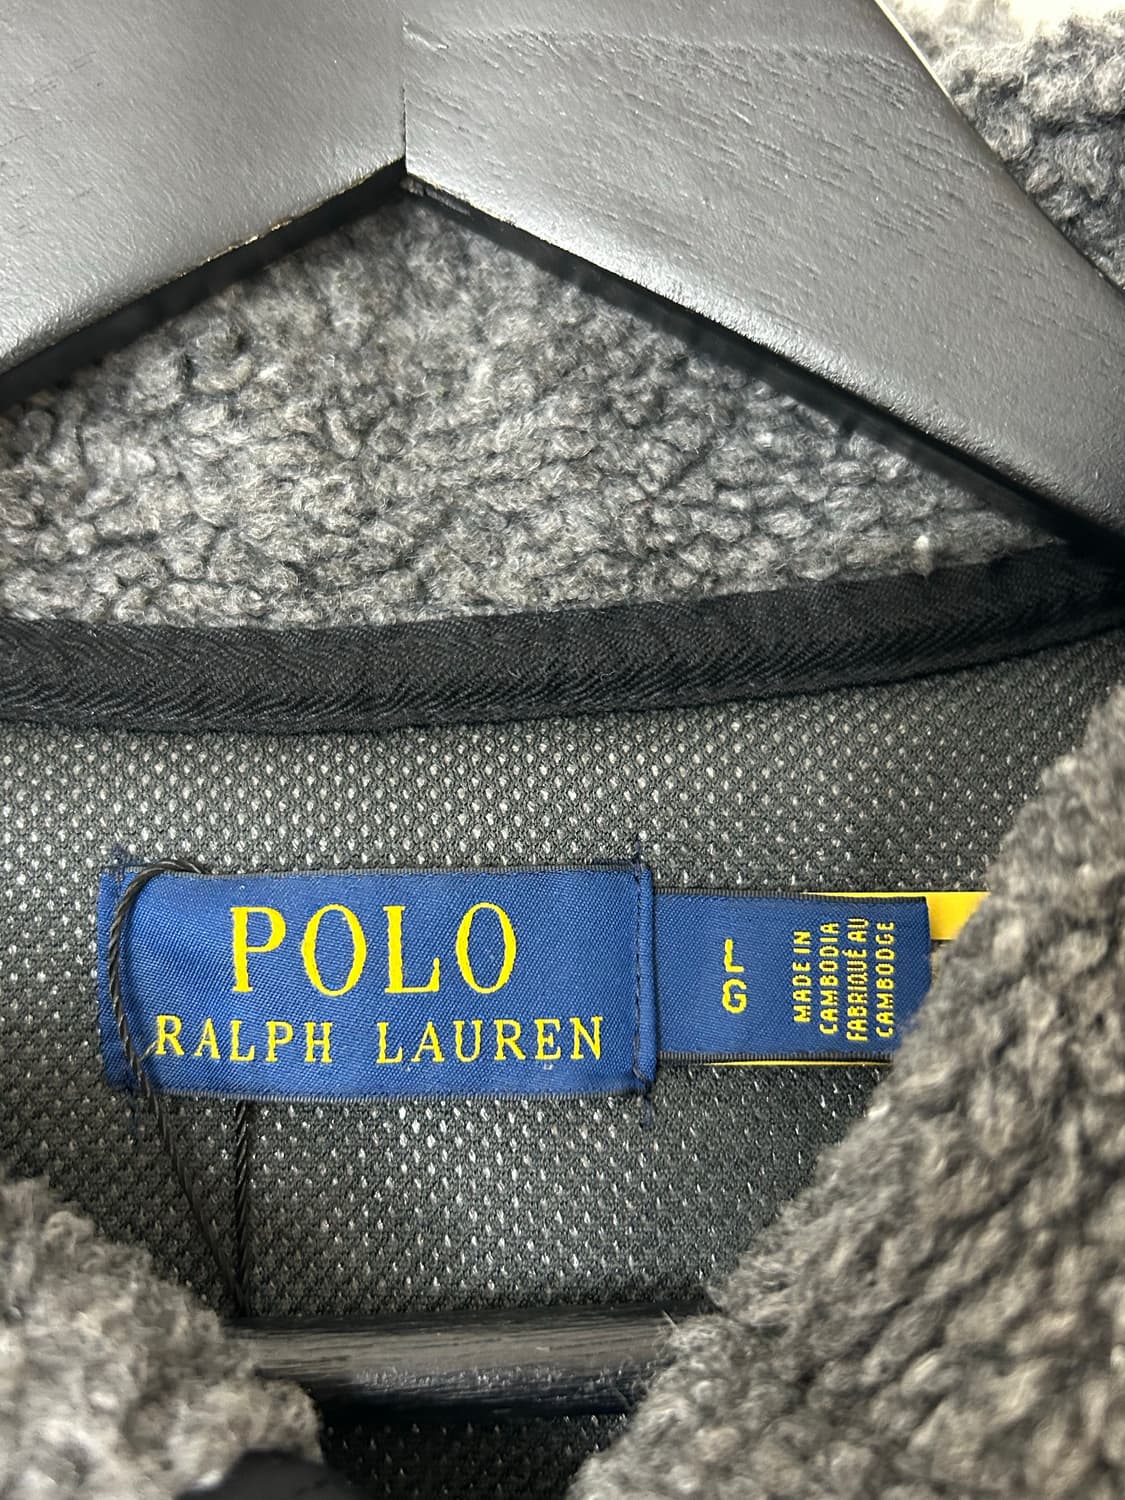 POLO
RALPH LAUREN
L
G
MADE IN
CAMBODIA
FABRIQUÉ AU
CAMBODGE